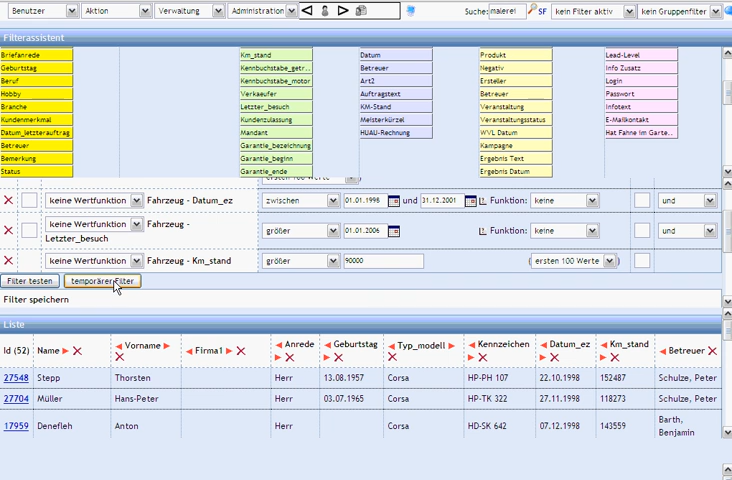 Benutzer Aktion Verwaltung Administration Suche: maierei SF kein Filter aktiv kein Gruppenfilter
Filterassistent
Briefanrede Km_stand Datum Produkt Lead-Level
Geburtstag Kennbuchstabe_getr... Betreuer Negativ Info Zusatz
Beruf Kennbuchstabe_motor Art2 Ersteller Login
Hobby Verkaeufer Auftragstext Betreuer Passwort
Branche Letzter_besuch KM-Stand Veranstaltung Infotext
Kundenmerkmal Kundenzulassung Meisterkürzel Veranstaltungsstatus E-Mailkontakt
Datum_letzterauftrag Mandant HUAU-Rechnung WVL Datum Hat Fahne im Garte...
Betreuer Garantie_bezeichnung Kampagne
Bemerkung Garantie_beginn Ergebnis Text
Status Garantie_ende Ergebnis Datum
ersten 100 Werte
keine Wertfunktion Fahrzeug - Datum_ez zwischen 01.01.1998 und 31.12.2001 Funktion: keine und
keine Wertfunktion Fahrzeug -
Letzter_besuch größer 01.01.2006 Funktion: keine und
keine Wertfunktion Fahrzeug - Km_stand größer 90000 ( ersten 100 Werte )
Filter testen temporärer Filter
Filter speichern
Liste
Id (52) Name Vorname Firma1 Anrede Geburtstag Typ_modell Kennzeichen Datum_ez Km_stand Betreuer
27548 Stepp Thorsten Herr 13.08.1957 Corsa HP-PH 107 22.10.1998 152487 Schulze, Peter
27704 Müller Hans-Peter Herr 03.07.1965 Corsa HP-TK 322 27.11.1998 118273 Schulze, Peter
17959 Denefleh Anton Herr Corsa HD-SK 642 07.12.1998 143559 Barth,
Benjamin